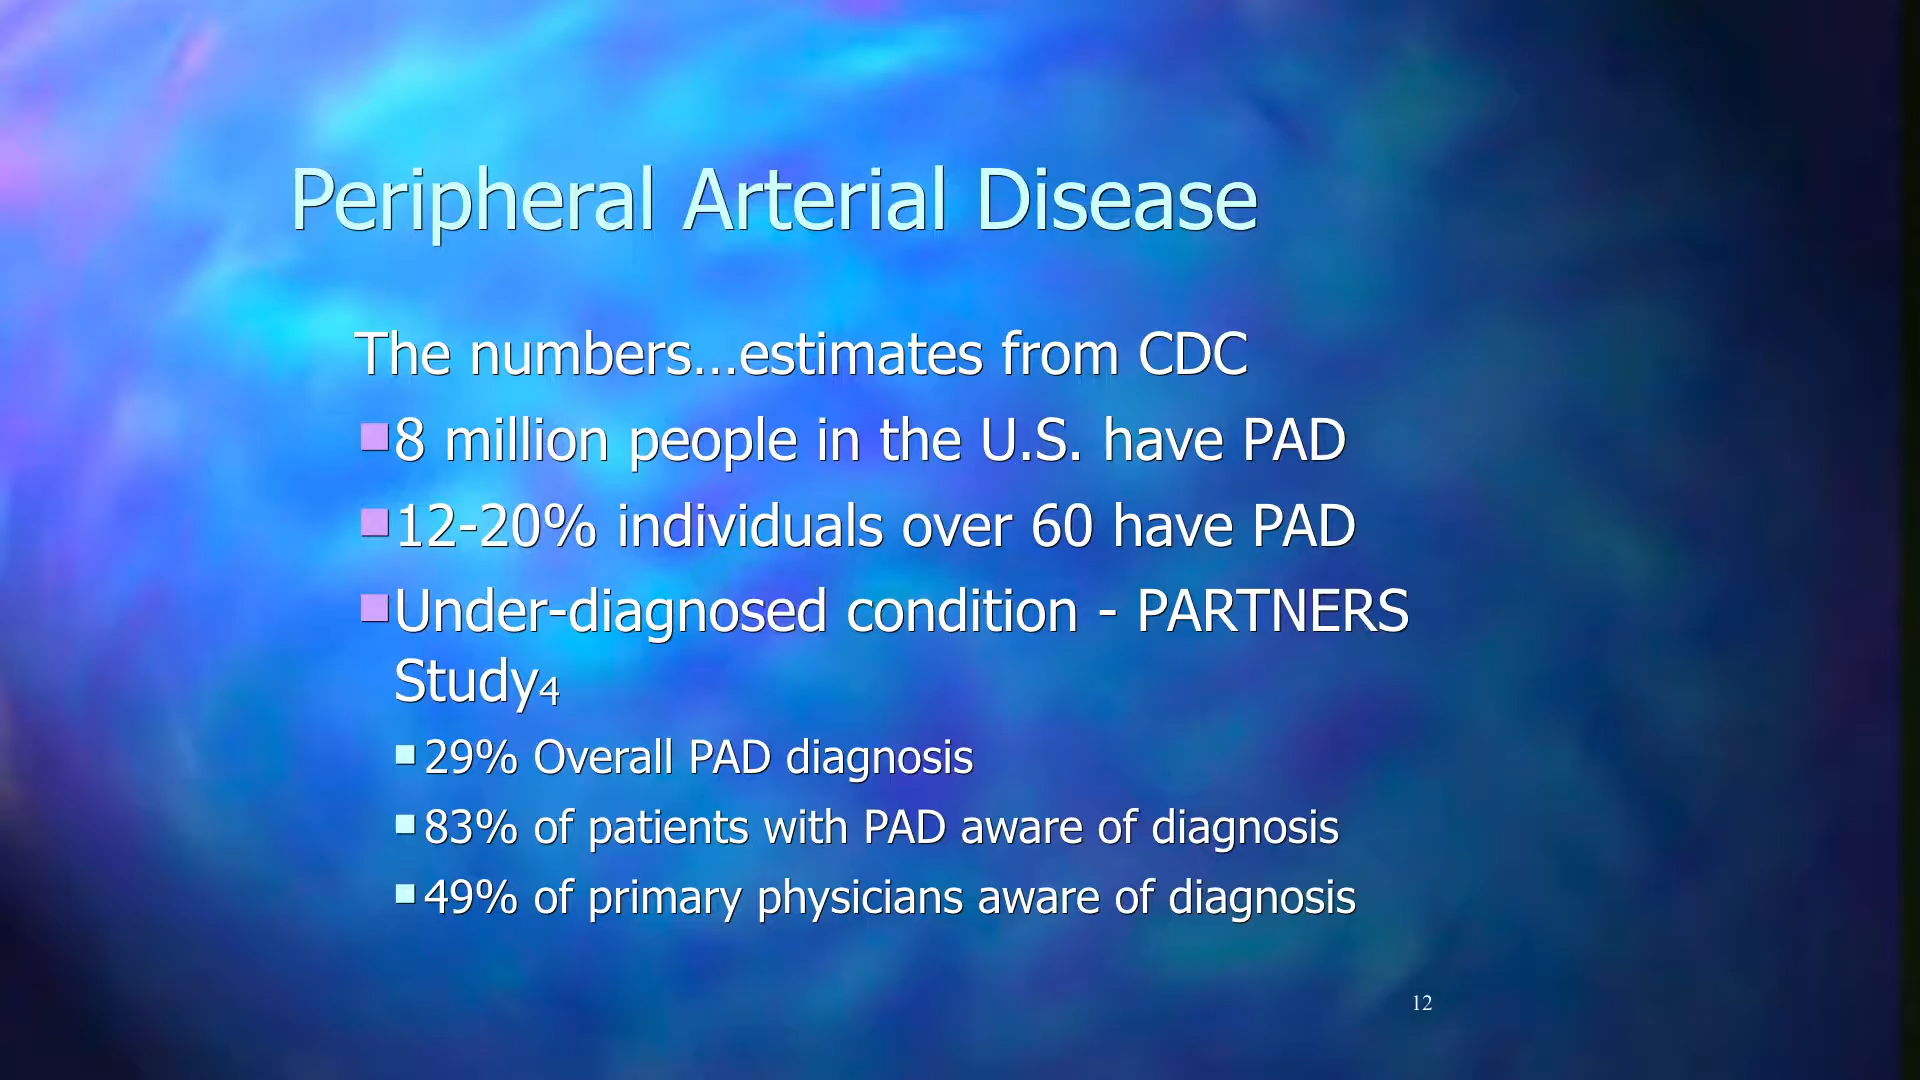 Peripheral Arterial Disease
The numbers...estimates from CDC
8 million people in the U.S. have PAD
12-20% individuals over 60 have PAD
Under-diagnosed condition - PARTNERS
Study4
29% Overall PAD diagnosis
83% of patients with PAD aware of diagnosis
49% of primary physicians aware of diagnosis
12